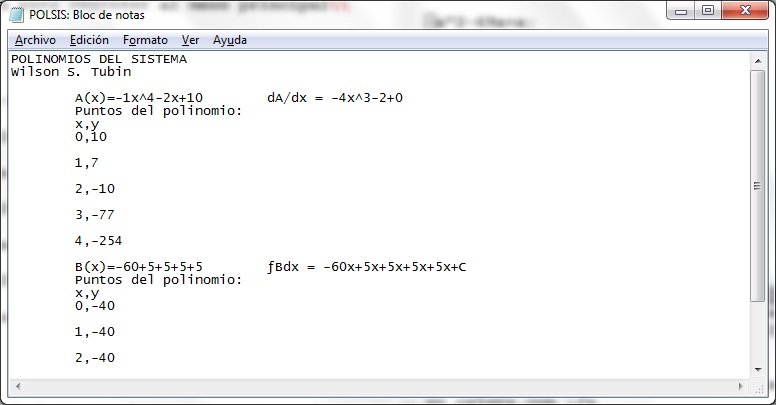 POLSIS: Bloc de notas
Archivo Edición Formato Ver Ayuda
POLINOMIOS DEL SISTEMA
Wilson S. Tubin
A(x)=-1x^4-2x+10 dA/dx = -4x^3-2+0
Puntos del polinomio:
x,y
0,10
1,7
2,-10
3,-77
4,-254
B(x)=-60+5+5+5+5 ƒBdx = -60x+5x+5x+5x+5x+C
Puntos del polinomio:
x,y
0,-40
1,-40
2,-40